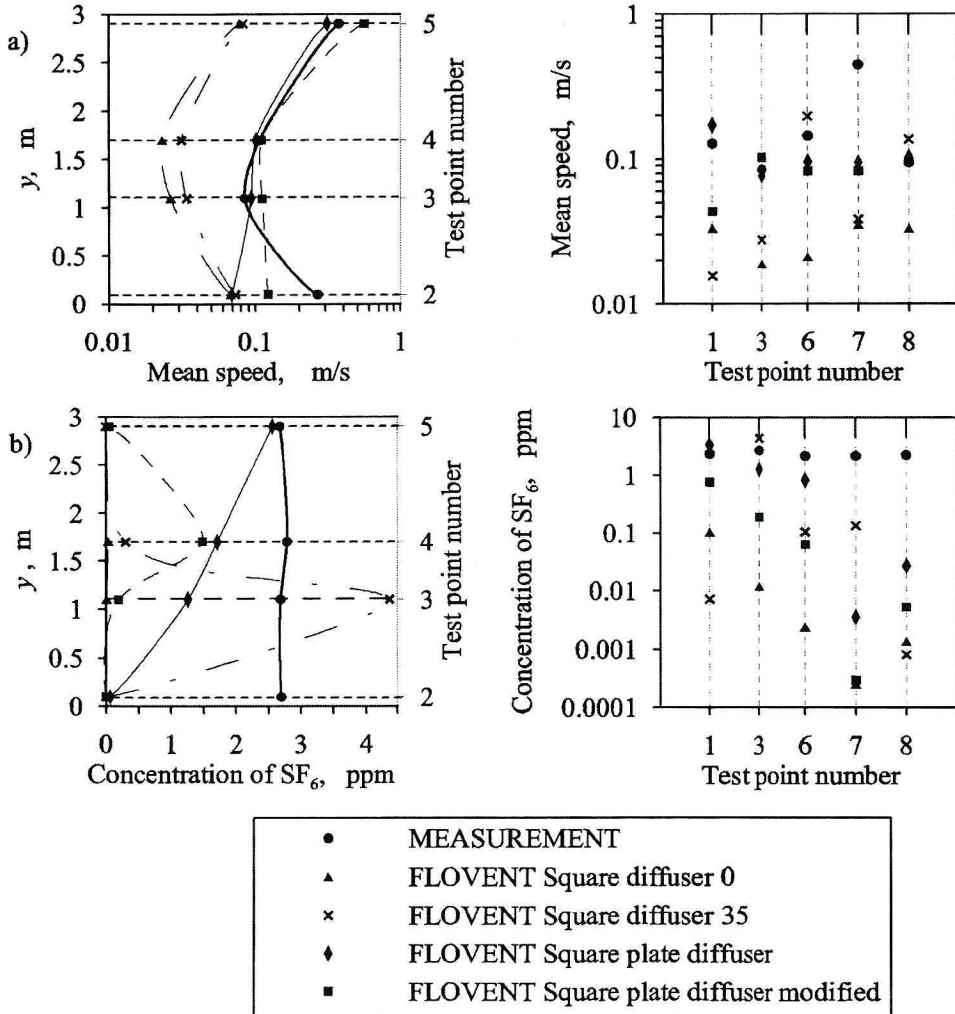 a)
3
2.5
2
1.5
1
0.5
0
y, m
0.01 0.1 1
Mean speed, m/s
5
4
3
2
Test point number
1
0.1
0.01
Mean speed, m/s
1 3 6 7 8
Test point number
b)
3
2.5
2
1.5
1
0.5
0
y, m
0 1 2 3 4
Concentration of SF6, ppm
5
4
3
2
Test point number
10
1
0.1
0.01
0.001
0.0001
Concentration of SF6, ppm
1 3 6 7 8
Test point number
MEASUREMENT
FLOVENT Square diffuser 0
FLOVENT Square diffuser 35
FLOVENT Square plate diffuser
FLOVENT Square plate diffuser modified